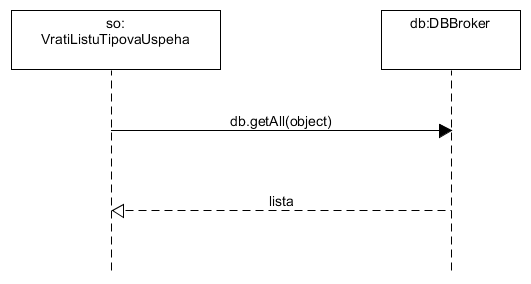 so:
VratiListuTipovaUspeha
db:DBBroker
db.getAll(object)
lista